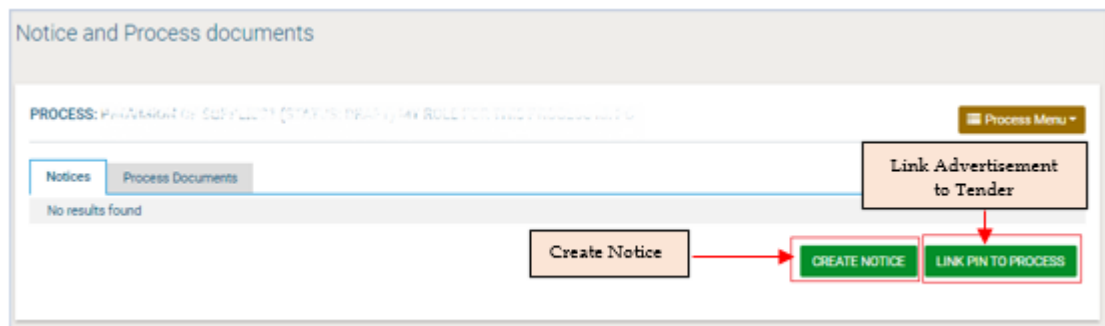 Notice and Process documents
PROCESS:
Process Menu
Notices Process Documents
Link Advertisement
to Tender
No results found
Create Notice
CREATE NOTICE LINK PIN TO PROCESS